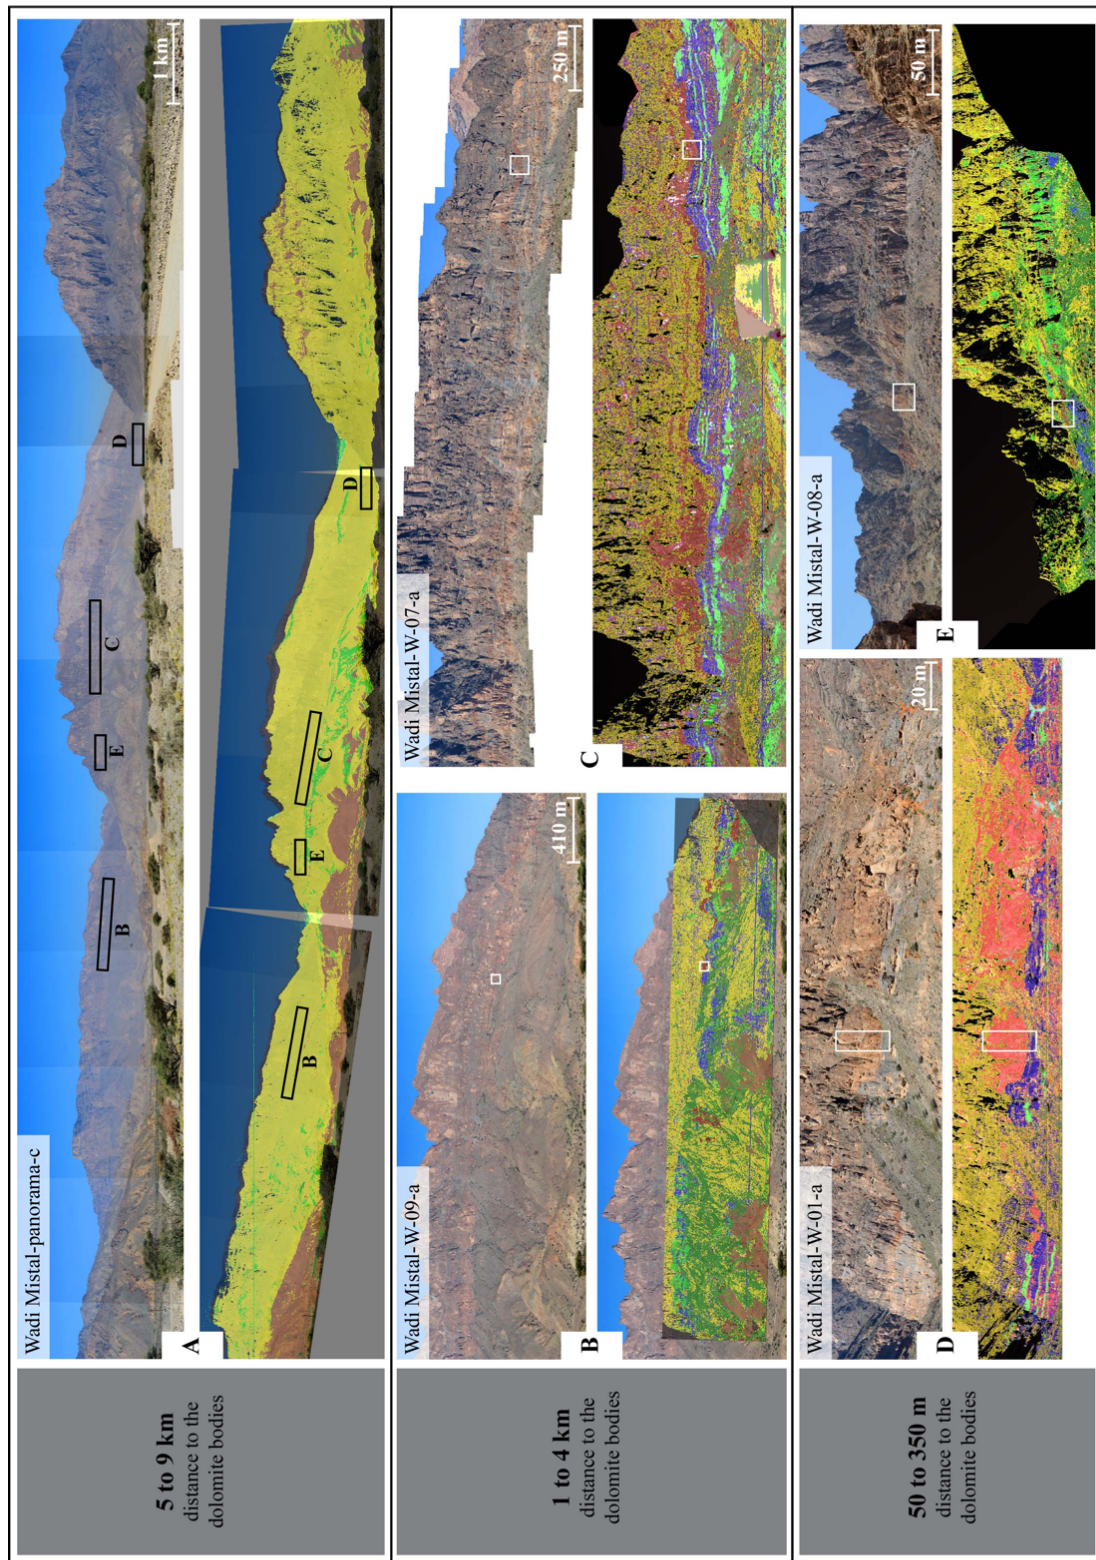 5 to 9 km
distance to the
dolomite bodies
Wadi Mistal-panorama-c
A
B
E
C
D
1 km
B
E
C
D
1 to 4 km
distance to the
dolomite bodies
Wadi Mistal-W-09-a
410 m
B
Wadi Mistal-W-07-a
250 m
C
50 to 350 m
distance to the
dolomite bodies
Wadi Mistal-W-01-a
20 m
D
Wadi Mistal-W-08-a
50 m
E